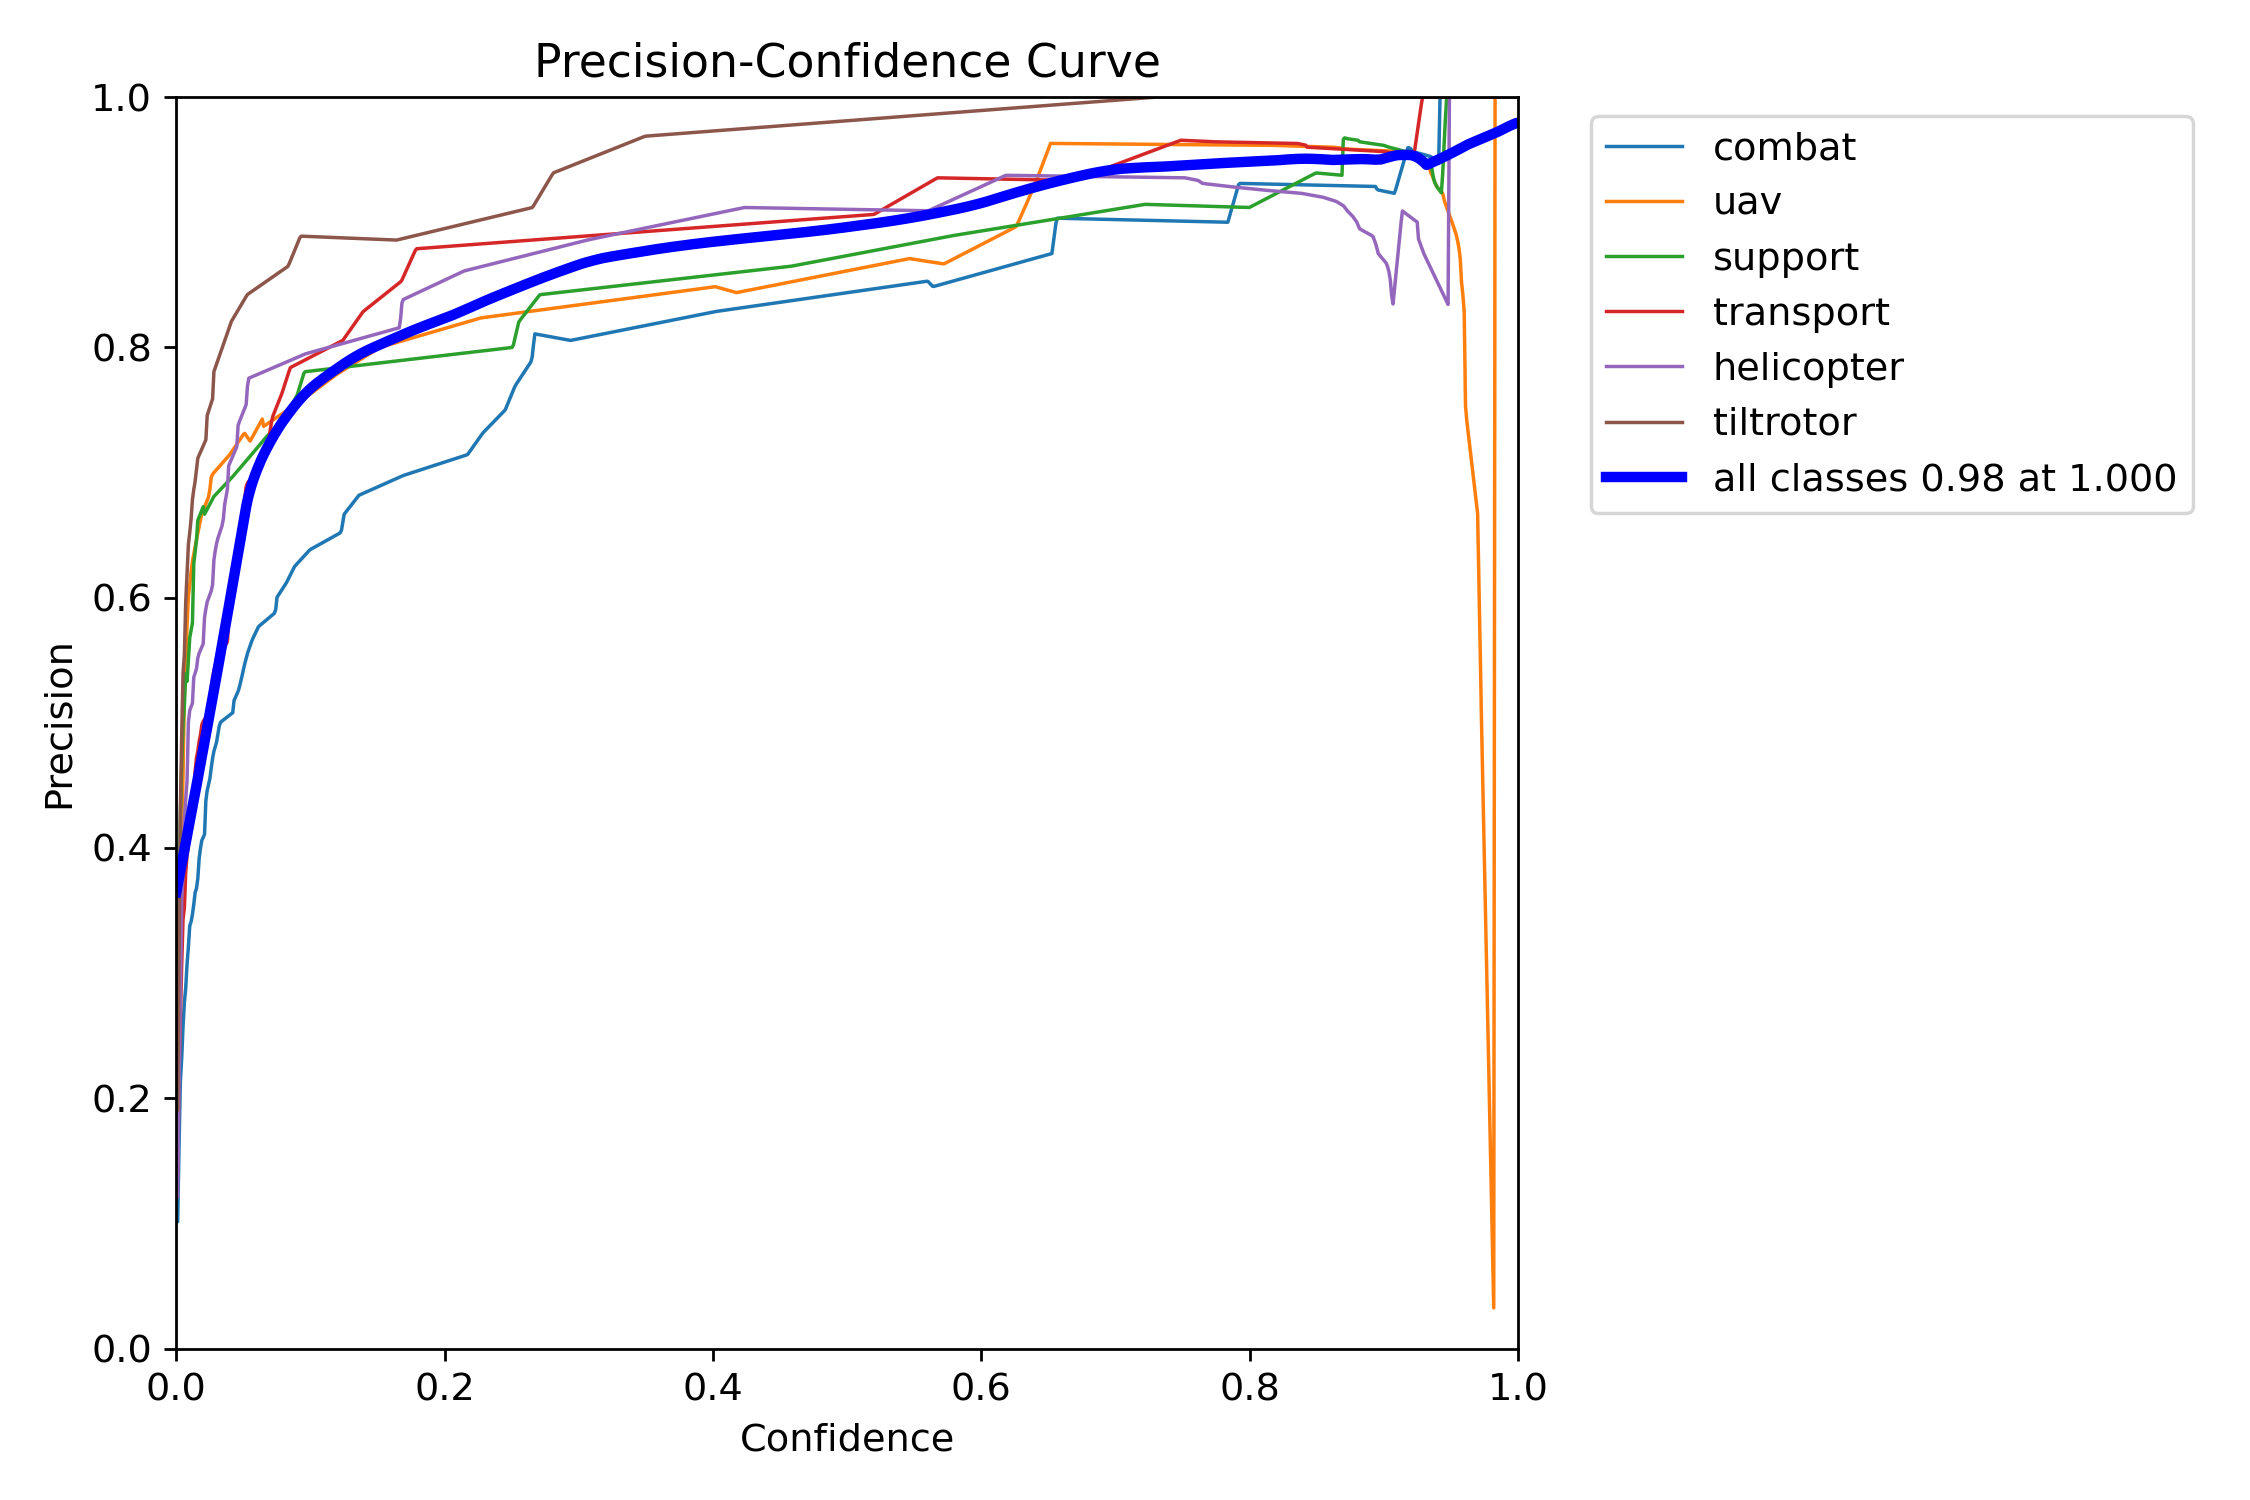 Precision-Confidence Curve
1.0
0.8
0.6
0.4
0.2
0.0
Precision
0.0 0.2 0.4 0.6 0.8 1.0
Confidence
combat
uav
support
transport
helicopter
tiltrotor
all classes 0.98 at 1.000